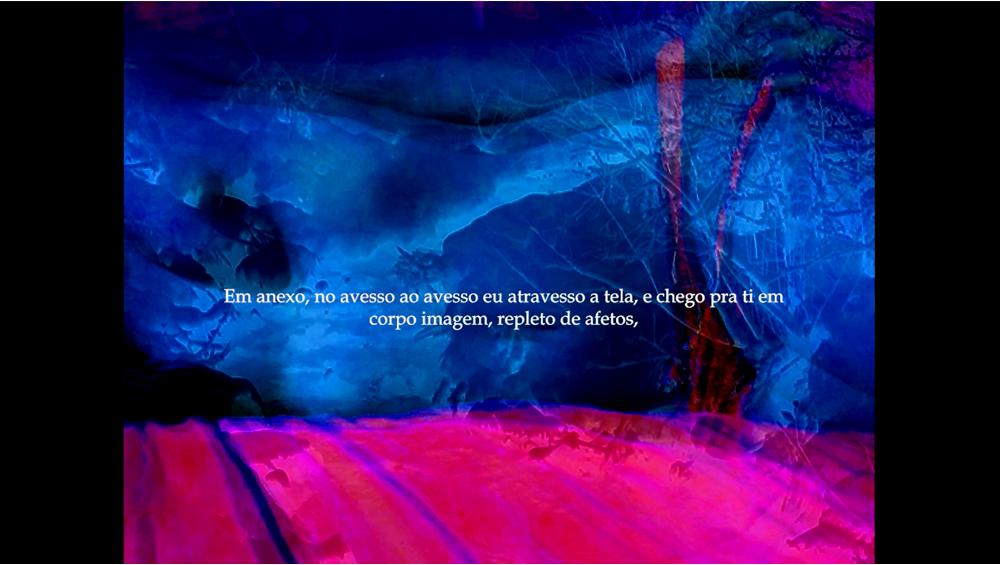 Em anexo, no avesso ao avesso eu atravesso a tela, e chego pra ti em
corpo imagem, repleto de afetos,